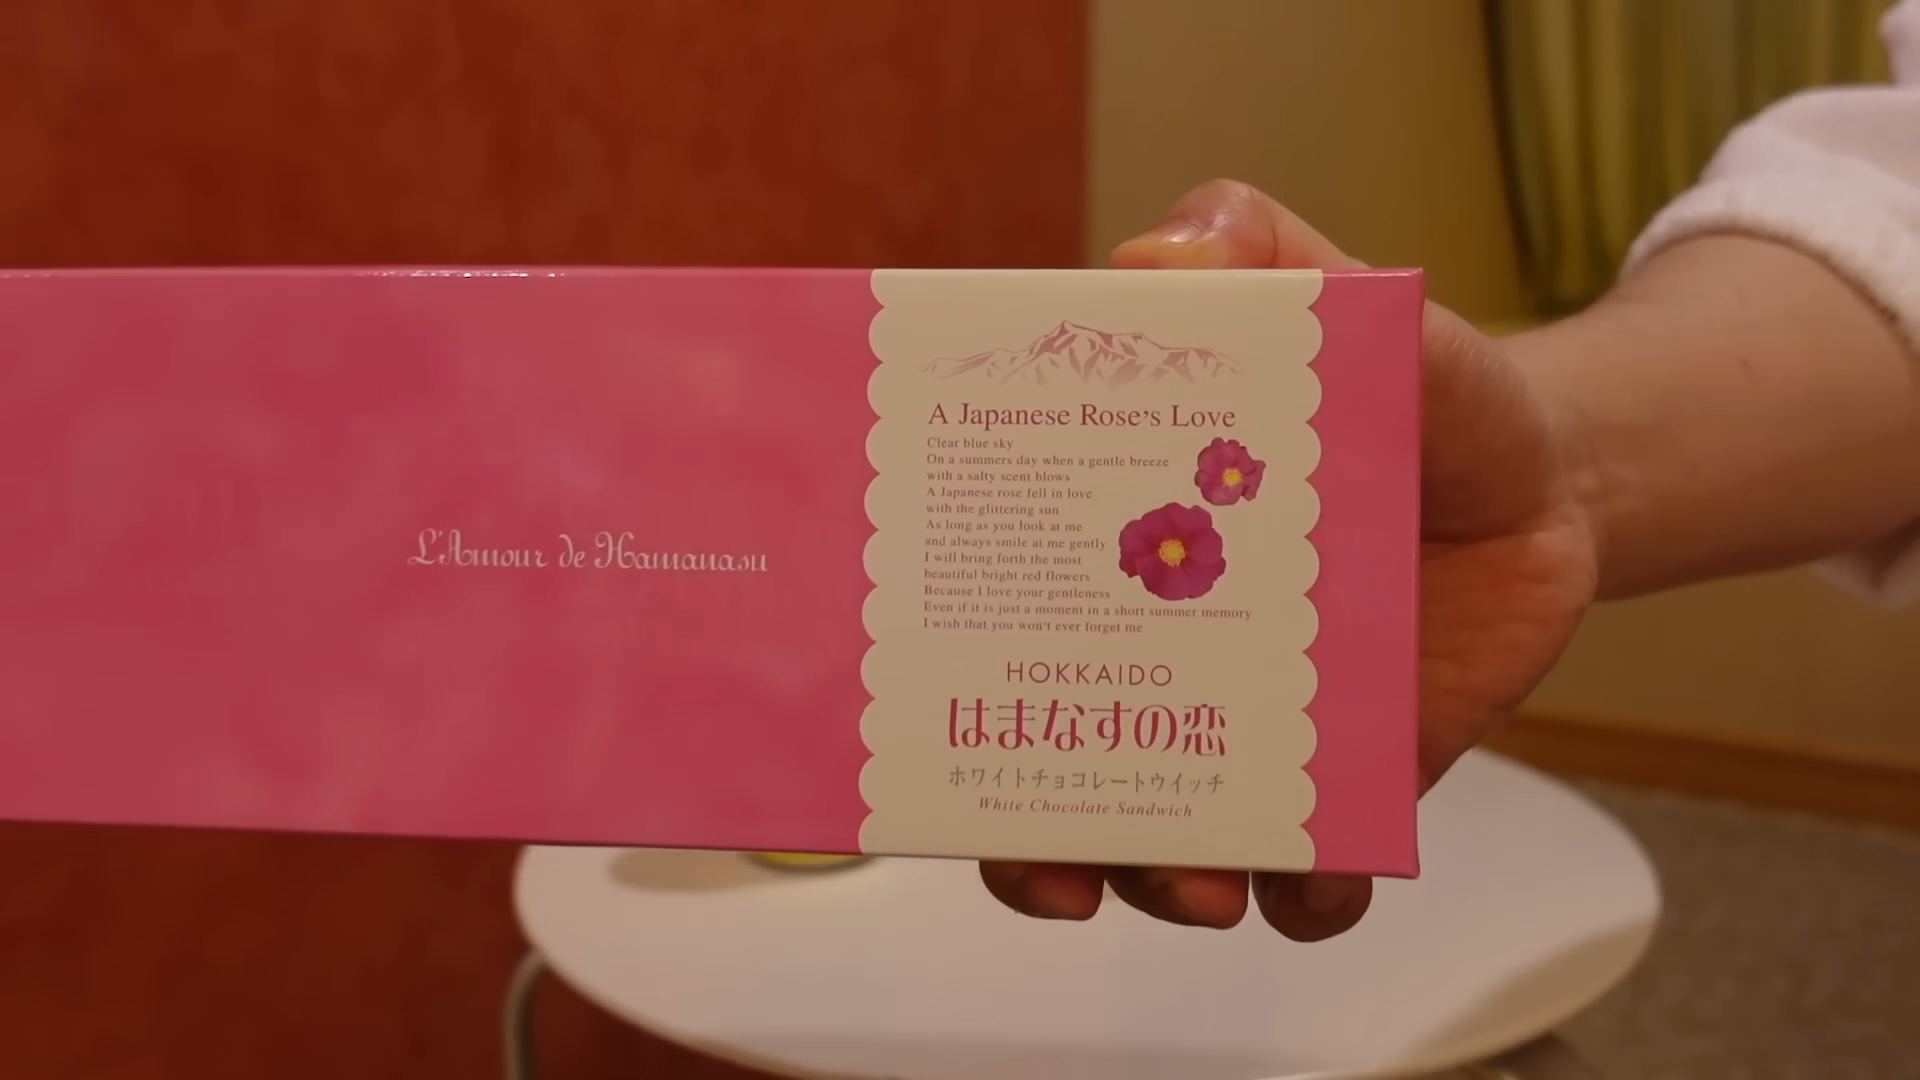 L'Amour de Hamanasu
A Japanese Rose's Love
Clear blue sky
On a summers day when a gentle breeze
with a salty scent blows
A Japanese rose fell in love
with the glittering sun
As long as you look at me
and always smile at me gently
I will bring forth the most
beautiful bright red flowers
Because I love your gentleness
Even if it is just a moment in a short summer memory
I wish that you won't ever forget me
HOKKAIDO
はまなすの恋
ホワイトチョコレートウイッチ
White Chocolate Sandwich